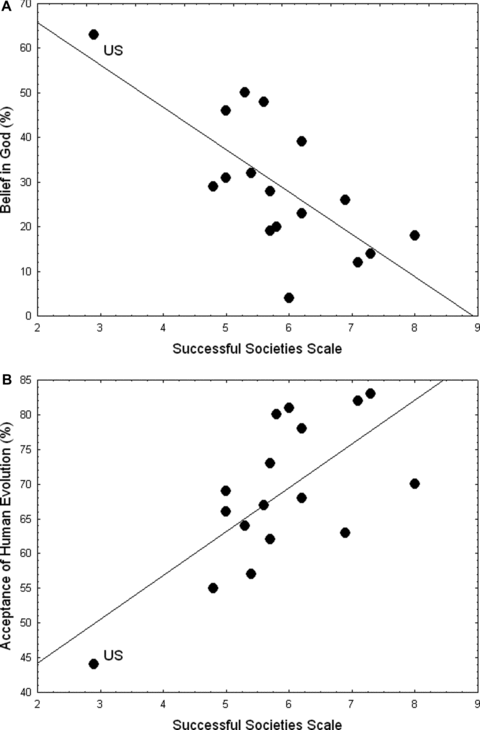 A
70
60
50
40
30
20
10
0
Belief in God (%)
US
2 3 4 5 6 7 8 9
Successful Societies Scale
B
85
80
75
70
65
60
55
50
45
40
Acceptance of Human Evolution (%)
US
2 3 4 5 6 7 8 9
Successful Societies Scale